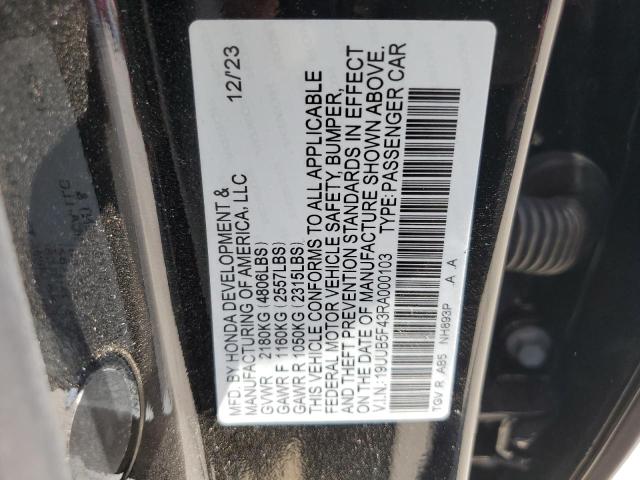 MFD. BY HONDA DEVELOPMENT & 12/'23
MANUFACTURING OF AMERICA, LLC
GVWR 2180KG(4806LBS)
GAWR F 1160KG(2557LBS)
GAWR R 1050KG(2315LBS)
THIS VEHICLE CONFORMS TO ALL APPLICABLE
FEDERAL MOTOR VEHICLE SAFETY, BUMPER,
AND THEFT PREVENTION STANDARDS IN EFFECT
ON THE DATE OF MANUFACTURE SHOWN ABOVE.
V.I.N.:19UUB5F43RA000103 TYPE:PASSENGER CAR
TGV R .A85 NH893P .A .A